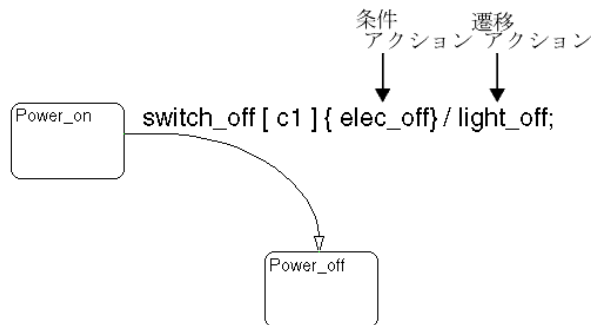 条件 遷移
アクション アクション
Power_on
switch_off [ c1 ] { elec_off} / light_off;
Power_off